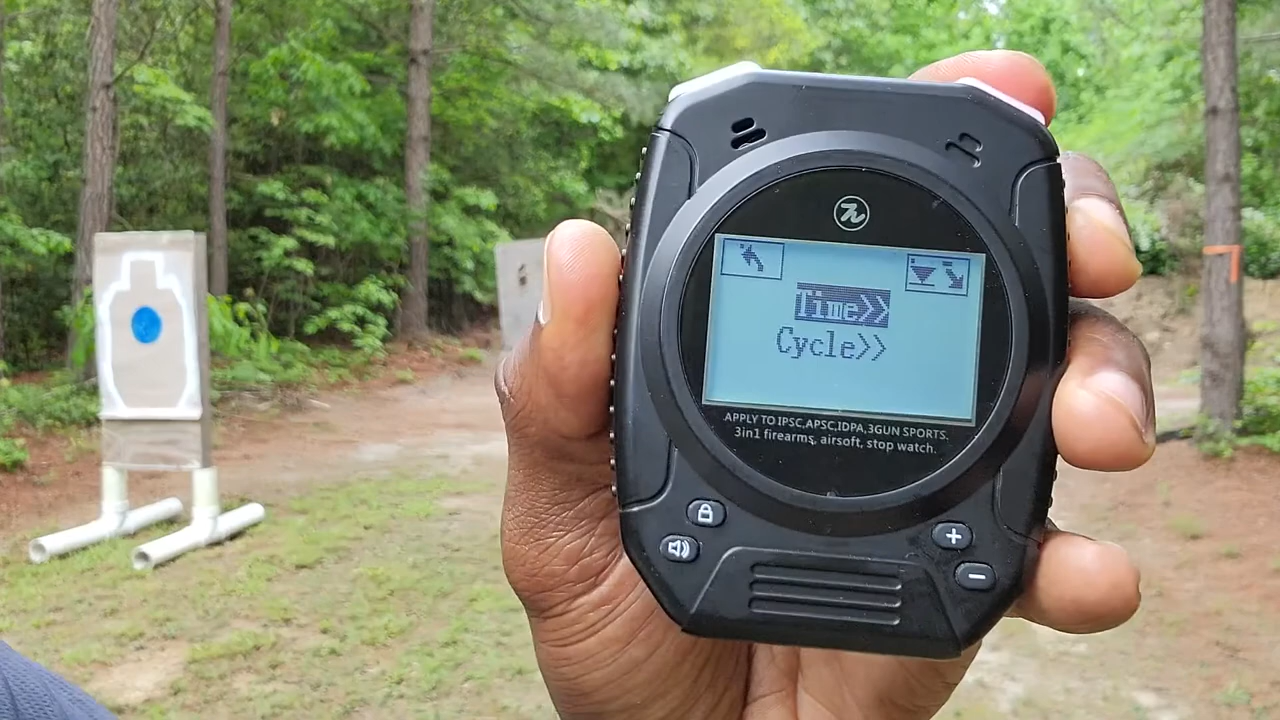 Time>>
Cycle>>
APPLY TO IPSC,APSC,IDPA,3GUN SPORTS.
3in1 firearms, airsoft, stop watch.
+
-